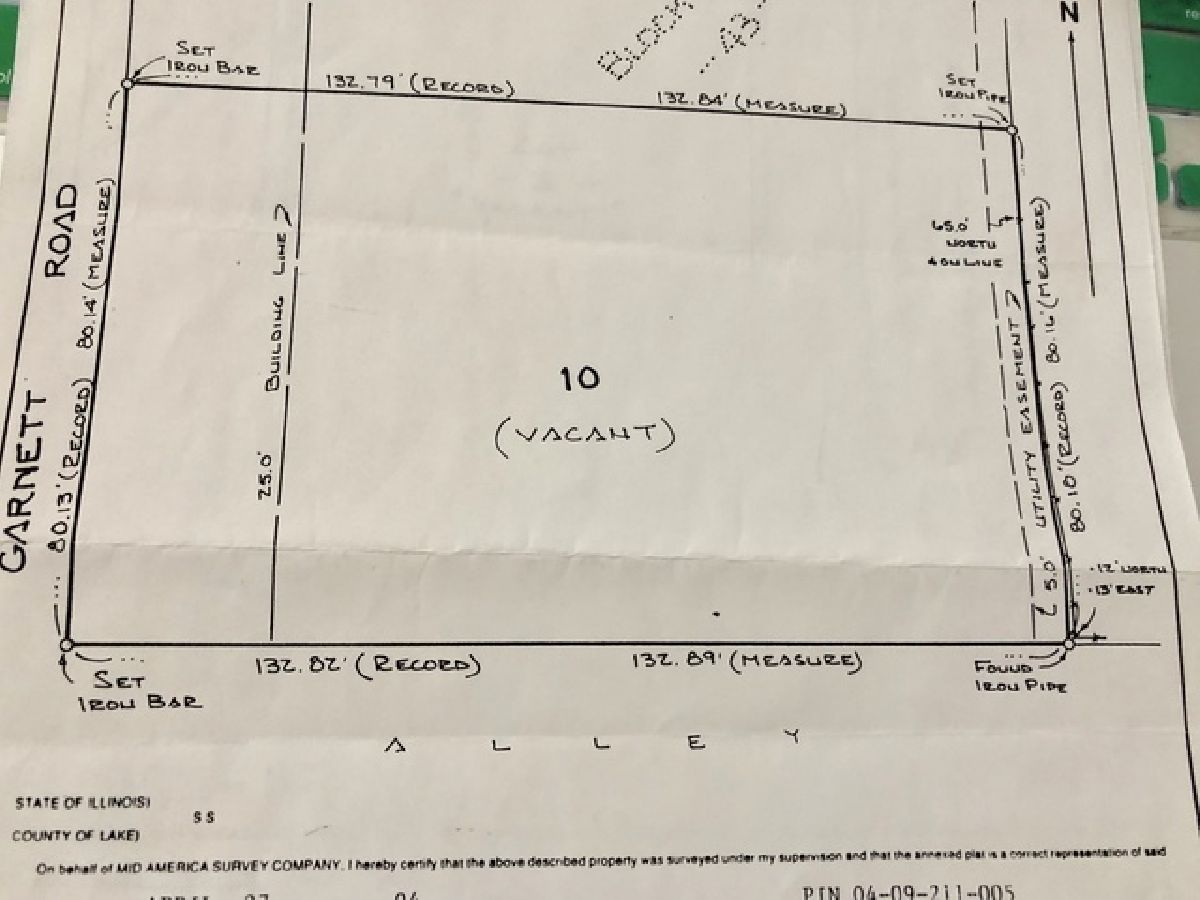 N
BLOCK
43
SET
IRON BAR
132.79' (RECORD)
132.84' (MEASURE)
SET
IRON PIPE
GARNETT ROAD
80.13' (RECORD) 80.14' (MEASURE)
25.0' BUILDING LINE
NORTH
& ON LINE
10
(VACANT)
5.0' UTILITY EASEMENT
80.10' (RECORD) 80.16' (MEASURE)
.12' NORTH
.13' EAST
132.82' (RECORD)
132.89' (MEASURE)
SET
IRON BAR
FOUND
IRON PIPE
A L L E Y
STATE OF ILLINOIS)
S S
COUNTY OF LAKE)
On behalf of MID AMERICA SURVEY COMPANY, I hereby certify that the above described property was surveyed under my supervision and that the annexed plat is a correct representation of said
PIN 04-09-211-005